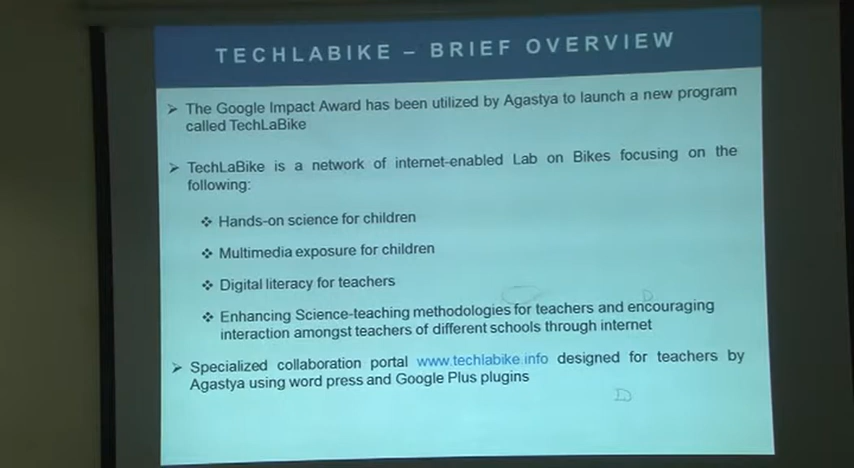 TECHLABIKE – BRIEF OVERVIEW
➢ The Google Impact Award has been utilized by Agastya to launch a new program
called TechLaBike
➢ TechLaBike is a network of internet-enabled Lab on Bikes focusing on the
following:
❖ Hands-on science for children
❖ Multimedia exposure for children
❖ Digital literacy for teachers
❖ Enhancing Science-teaching methodologies for teachers and encouraging
interaction amongst teachers of different schools through internet
➢ Specialized collaboration portal www.techlabike.info designed for teachers by
Agastya using word press and Google Plus plugins